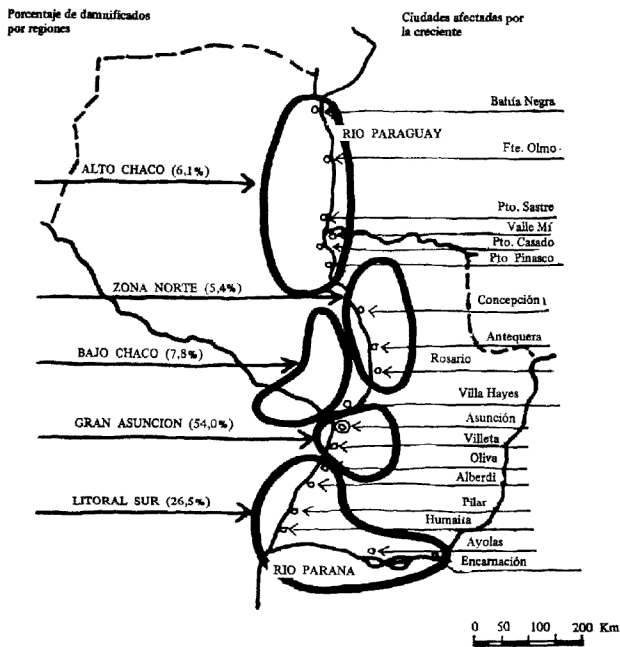 Porcentaje de damnificados
por regiones
Ciudades afectadas por
la creciente
Bahía Negra
RIO PARAGUAY
Fte. Olmo
ALTO CHACO (6,1%)
Pto. Sastre
Valle Mí
Pto. Casado
Pto Pinasco
ZONA NORTE (5,4%)
Concepción
Antequera
BAJO CHACO (7,8%)
Rosario
Villa Hayes
GRAN ASUNCION (54,0%)
Asunción
Villeta
Oliva
Alberdi
LITORAL SUR (26,5%)
Pilar
Humaita
Ayolas
RIO PARANA
Encarnación
0 50 100 200 Km